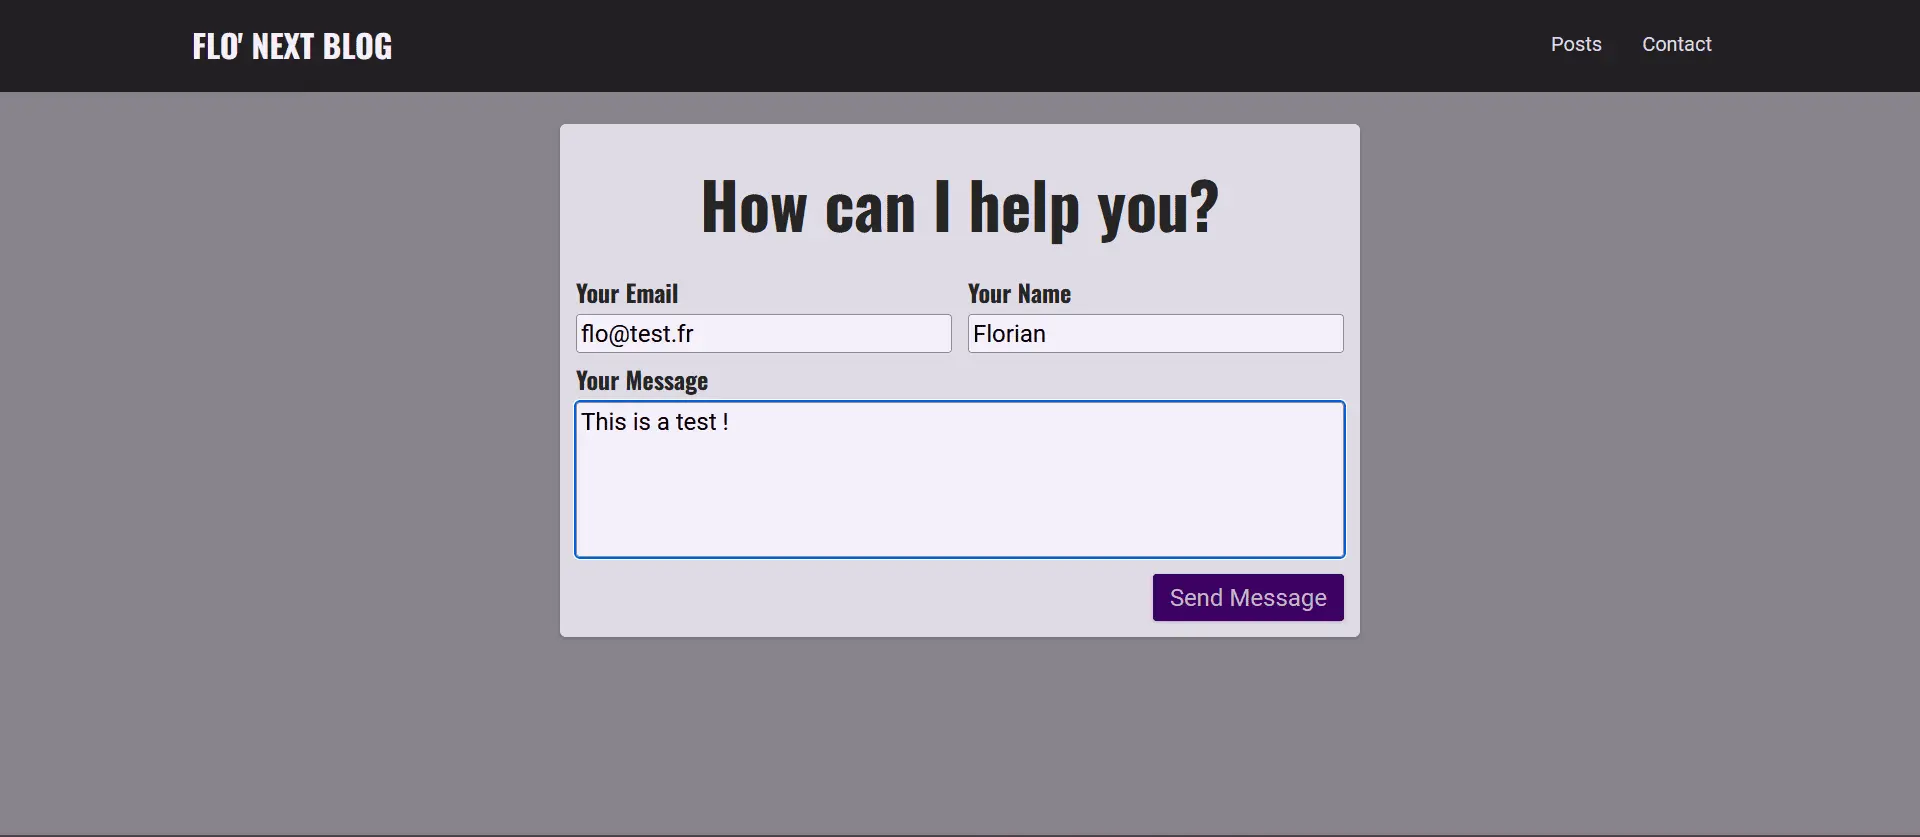 FLO' NEXT BLOG
Posts
Contact
How can I help you?
Your Email
Your Name
flo@test.fr
Florian
Your Message
This is a test !
Send Message